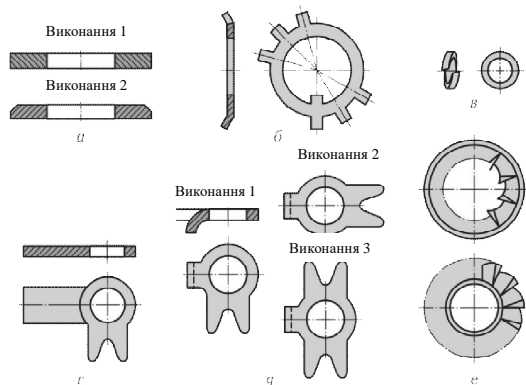 Виконання 1
Виконання 2
а
б
в
Виконання 1
Виконання 2
Виконання 3
г
д
е